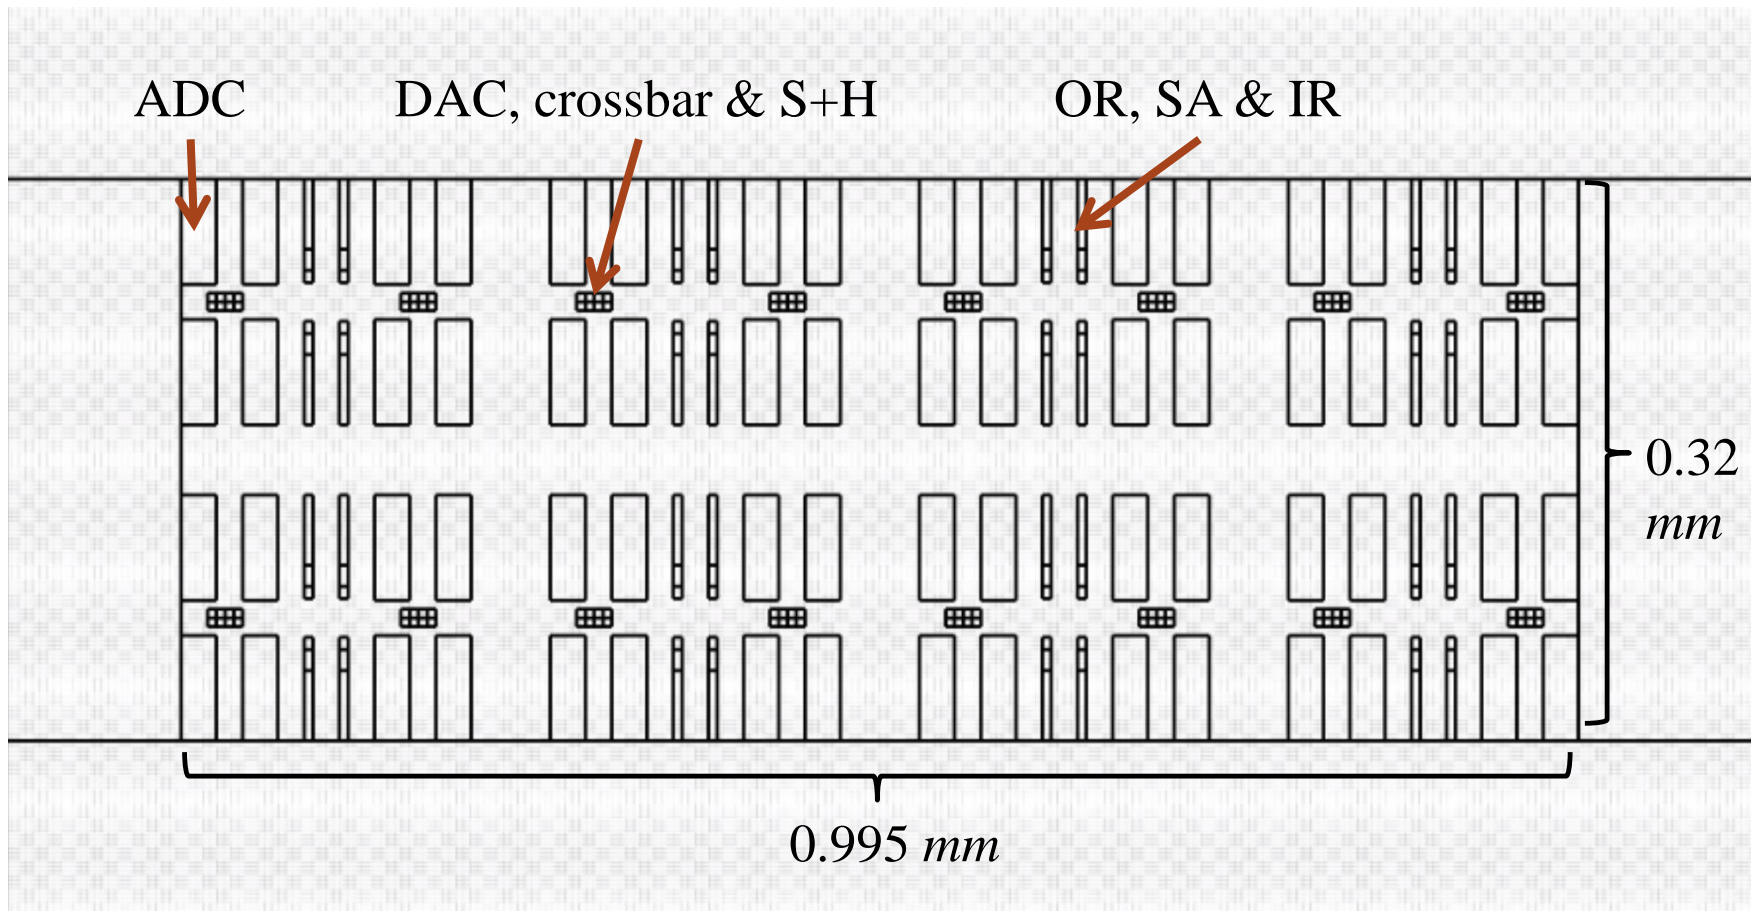 ADC
DAC, crossbar & S+H
OR, SA & IR
0.32
mm
0.995 mm